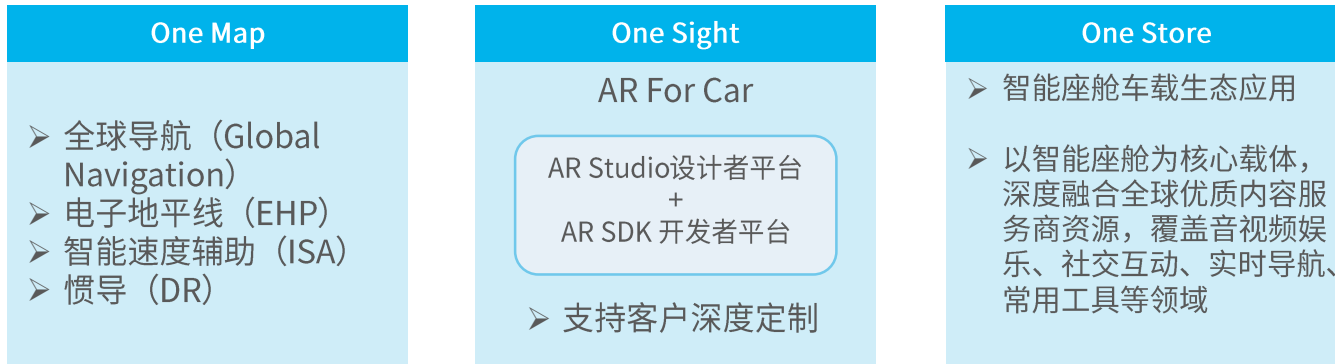 One Map
➢ 全球导航（Global
Navigation）
➢ 电子地平线（EHP）
➢ 智能速度辅助（ISA）
➢ 惯导（DR）
One Sight
AR For Car
AR Studio设计者平台
+
AR SDK 开发者平台
➢ 支持客户深度定制
One Store
➢ 智能座舱车载生态应用
➢ 以智能座舱为核心载体，
深度融合全球优质内容服
务商资源，覆盖音视频娱
乐、社交互动、实时导航、
常用工具等领域